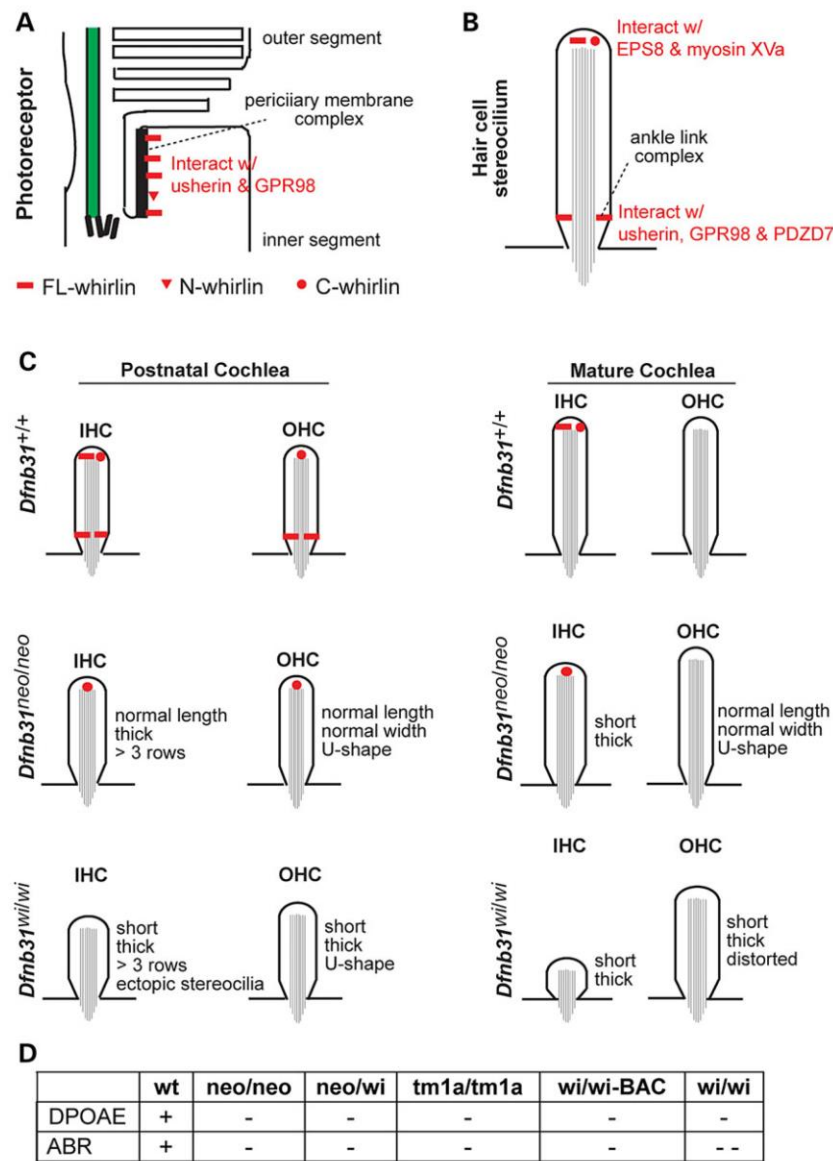 A
outer segment
periciiary membrane
complex
Interact w/
usherin & GPR98
inner segment
Photoreceptor
FL-whirlin N-whirlin C-whirlin
B
Interact w/
EPS8 & myosin XVa
Hair cell
stereocilium
ankle link
complex
Interact w/
usherin, GPR98 & PDZD7
C
Postnatal Cochlea Mature Cochlea
Dfnb31+/+
IHC OHC
Dfnb31+/+
IHC OHC
Dfnb31neo/neo
IHC
normal length
thick
> 3 rows
OHC
normal length
normal width
U-shape
Dfnb31neo/neo
IHC
short
thick
OHC
normal length
normal width
U-shape
Dfnb31wi/wi
IHC
short
thick
> 3 rows
ectopic stereocilia
OHC
short
thick
U-shape
Dfnb31wi/wi
IHC
short
thick
OHC
short
thick
distorted
D
wt neo/neo neo/wi tm1a/tm1a wi/wi-BAC wi/wi
DPOAE + - - - - -
ABR + - - - - - -